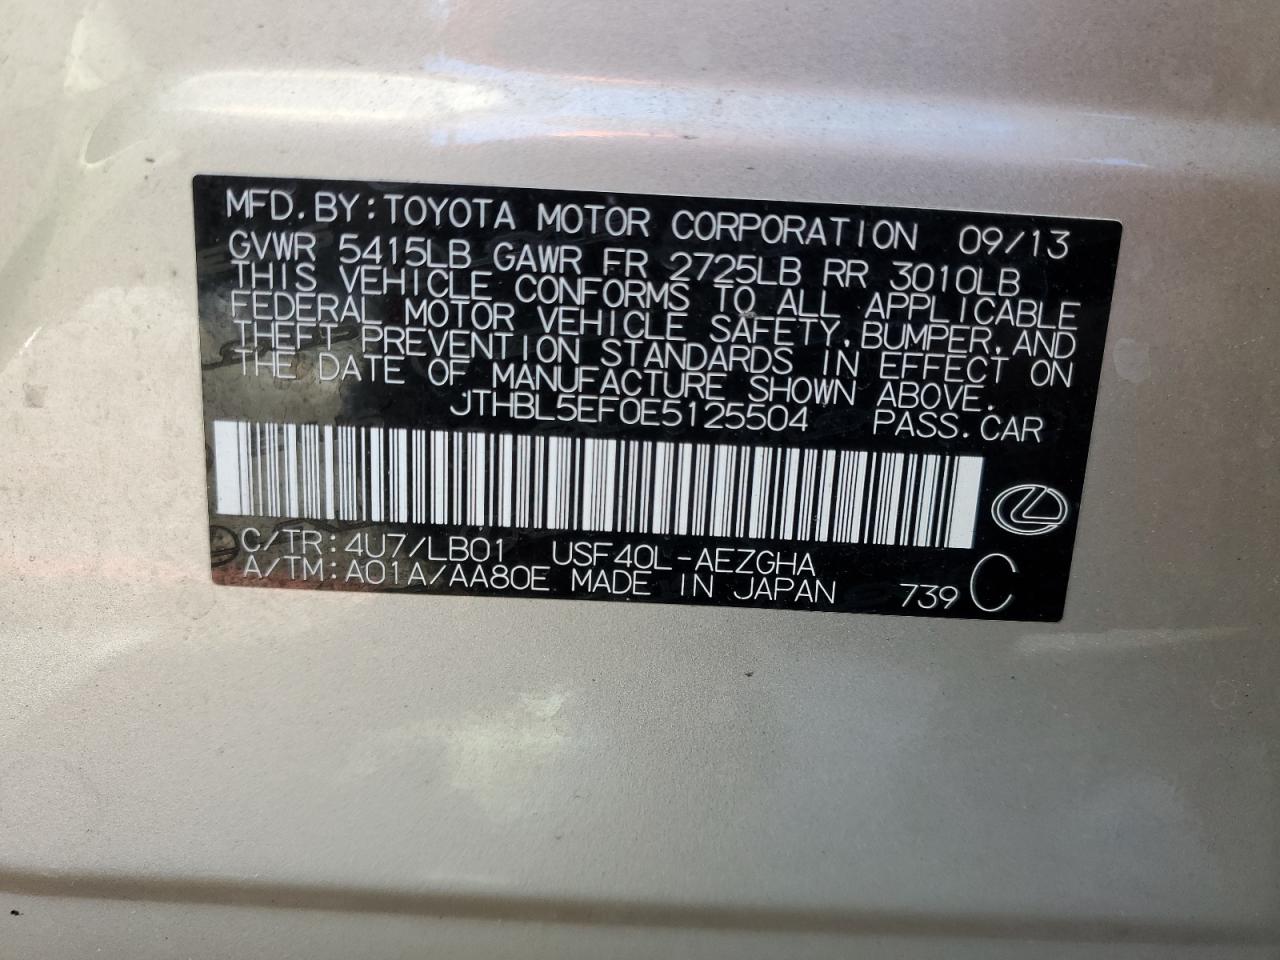 MFD. BY: TOYOTA MOTOR CORPORATION 09/13
GVWR 5415LB GAWR FR 2725LB RR 3010LB
THIS VEHICLE CONFORMS TO ALL APPLICABLE
FEDERAL MOTOR VEHICLE SAFETY, BUMPER, AND
THEFT PREVENTION STANDARDS IN EFFECT ON
THE DATE OF MANUFACTURE SHOWN ABOVE.
JTHBL5EF0E5125504 PASS. CAR
C/TR: 4U7/LB01 USF40L-AEZGHA
A/TM: A01A/AA80E MADE IN JAPAN 739 C